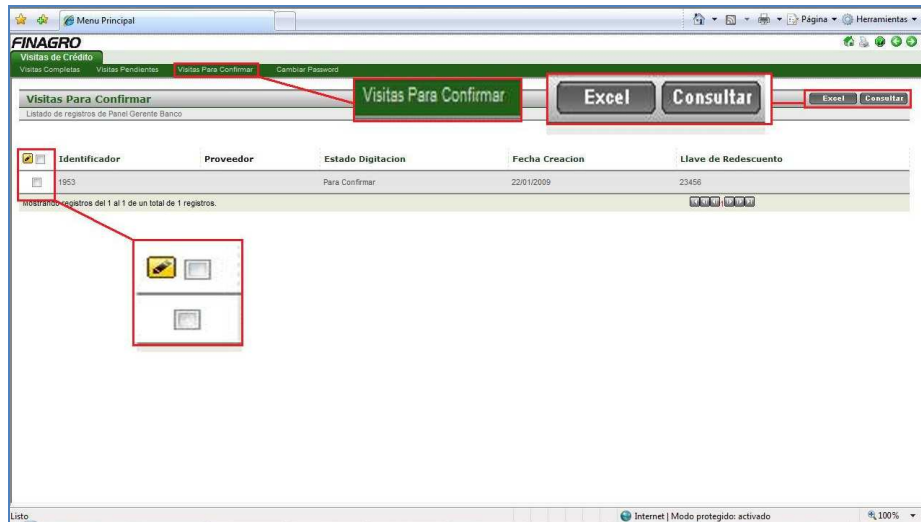 Menu Principal
Página
Herramientas
FINAGRO
Visitas de Crédito
Visitas Completas Visitas Pendientes Visitas Para Confirmar Cambiar Password
Visitas Para Confirmar
Excel Consultar
Visitas Para Confirmar
Excel Consultar
Listado de registros de Panel Gerente Banco
Identificador Proveedor Estado Digitacion Fecha Creacion Llave de Redescuento
1953 Para Confirmar 22/01/2009 23456
Mostrando registros del 1 al 1 de un total de 1 registros.
1
Listo
Internet | Modo protegido: activado
100%